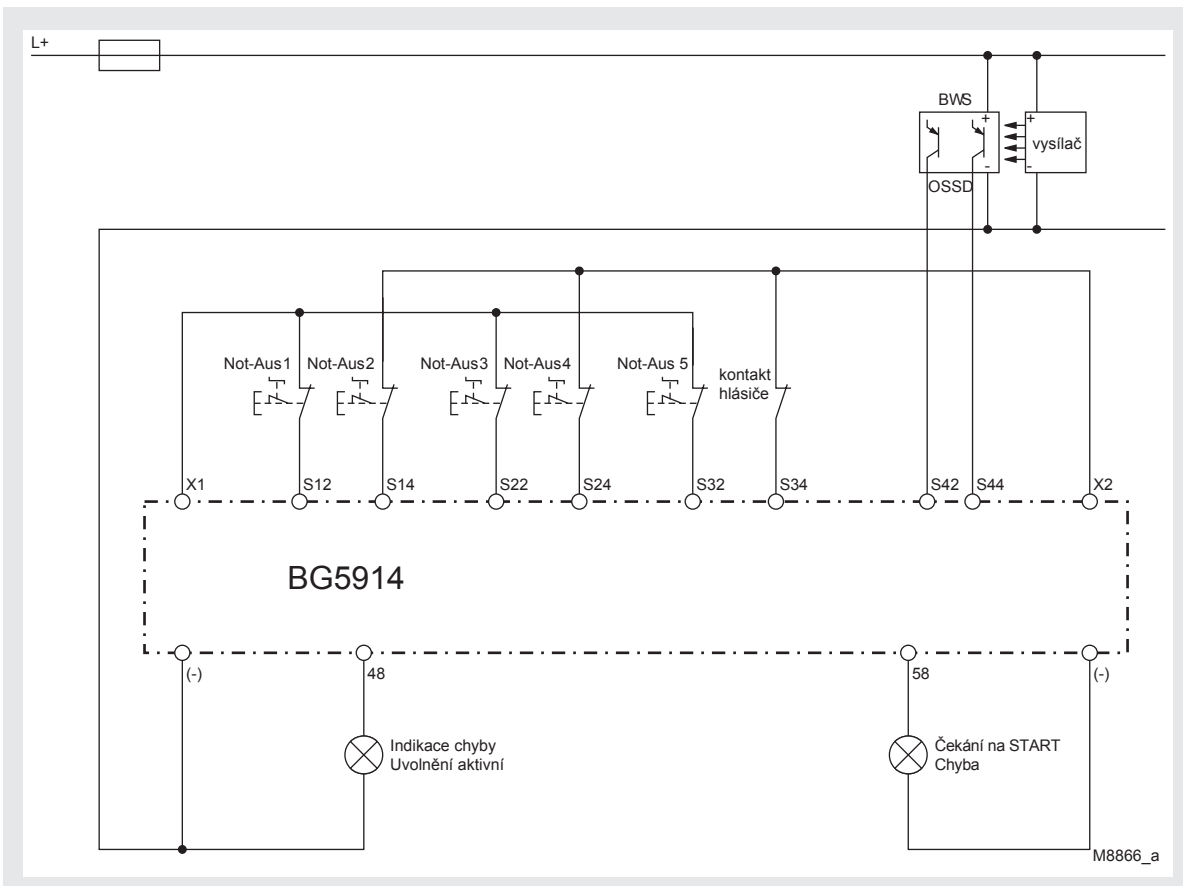 L+
BWS
+ +
vysílač
- -
OSSD
Not-Aus1 Not-Aus2 Not-Aus3 Not-Aus4 Not-Aus 5
kontakt
hlásiče
X1 S12 S14 S22 S24 S32 S34 S42 S44 X2
BG5914
(-) 48 58 (-)
Indikace chyby
Uvolnění aktivní
Čekání na START
Chyba
M8866_a